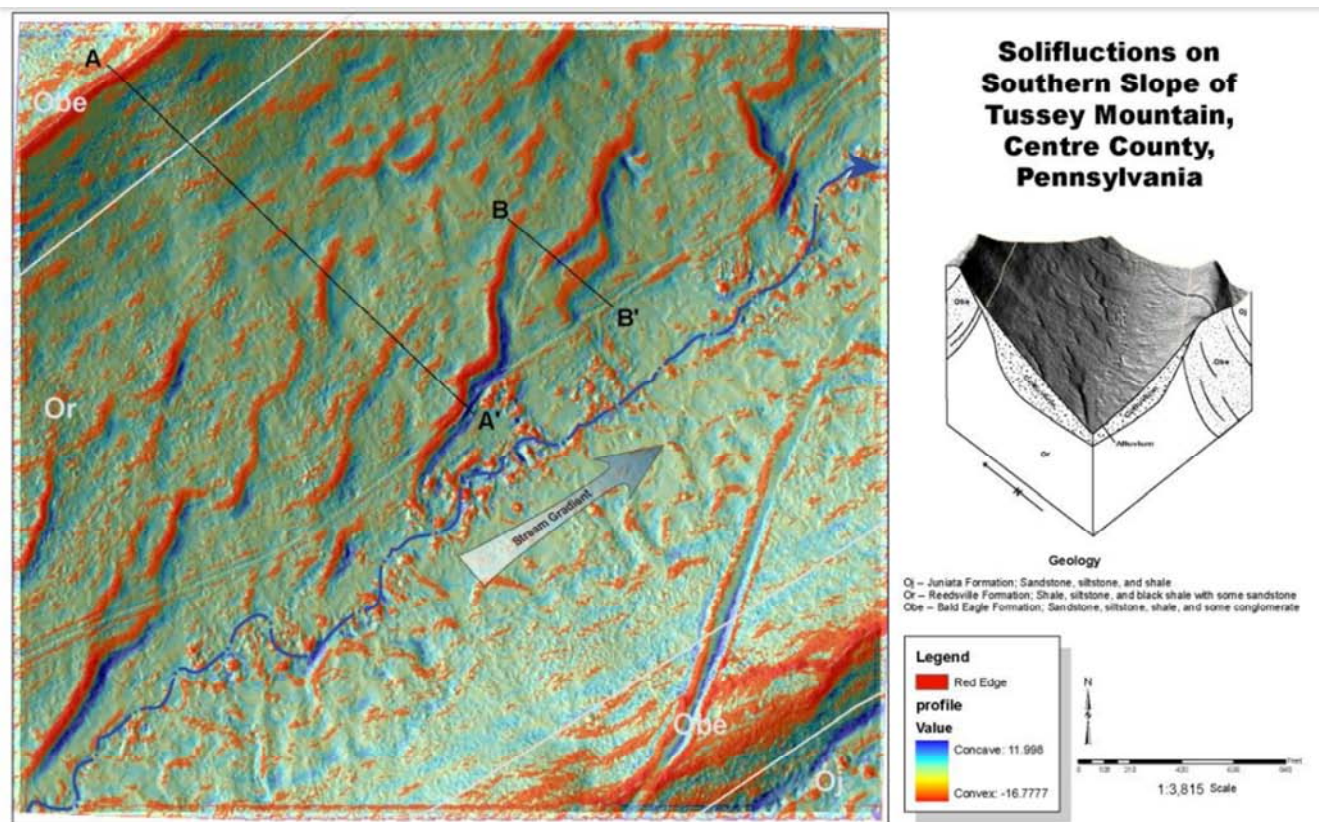 Solifluctions on
Southern Slope of
Tussey Mountain,
Centre County,
Pennsylvania
A
Obe
B
B'
Or
A'
Stream Gradient
Obe
Oj
Obe
Oj
Obe
Colluvium
Colluvium
Alluvium
Or
N
Geology
Oj -- Juniata Formation; Sandstone, siltstone, and shale
Or -- Reedsville Formation; Shale, siltstone, and black shale with some sandstone
Obe -- Bald Eagle Formation; Sandstone, siltstone, shale, and some conglomerate
Legend
Red Edge
profile
Value
Concave: 11.998
Convex: -16.7777
N
Feet
1:3,815 Scale